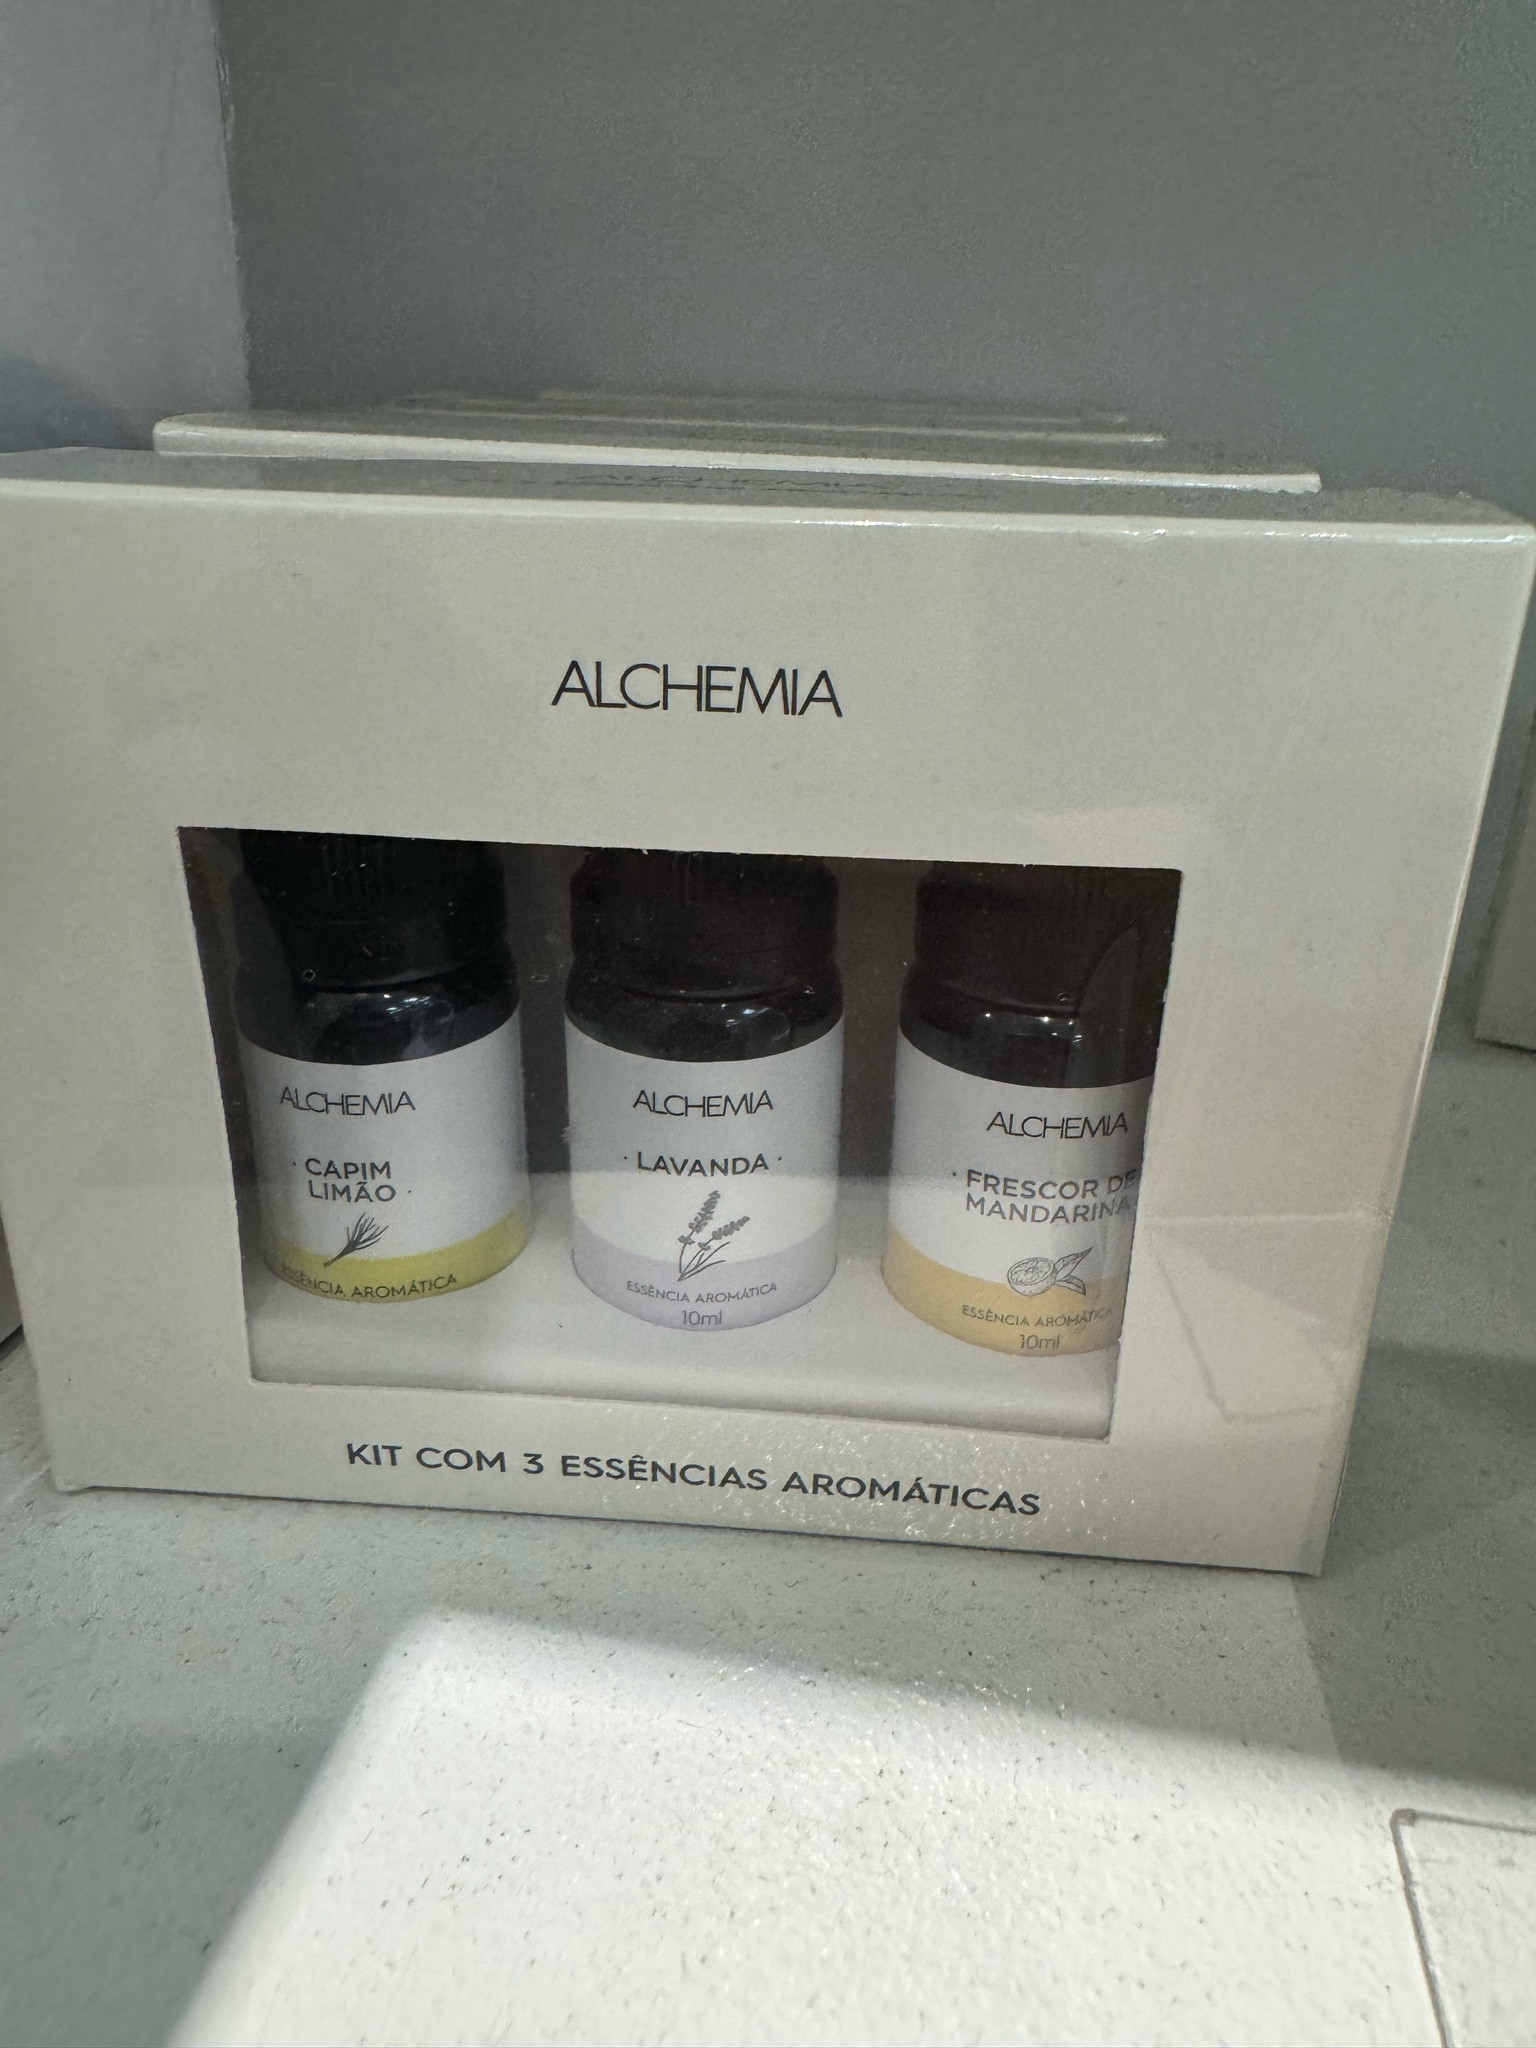 ALCHEMIA
ALCHEMIA
· CAPIM
LIMÃO ·
ESSÊNCIA AROMÁTICA
ALCHEMIA
· LAVANDA ·
ESSÊNCIA AROMÁTICA
10ml
ALCHEMIA
· FRESCOR DE
MANDARINA
ESSÊNCIA AROMÁTICA
10ml
KIT COM 3 ESSÊNCIAS AROMÁTICAS